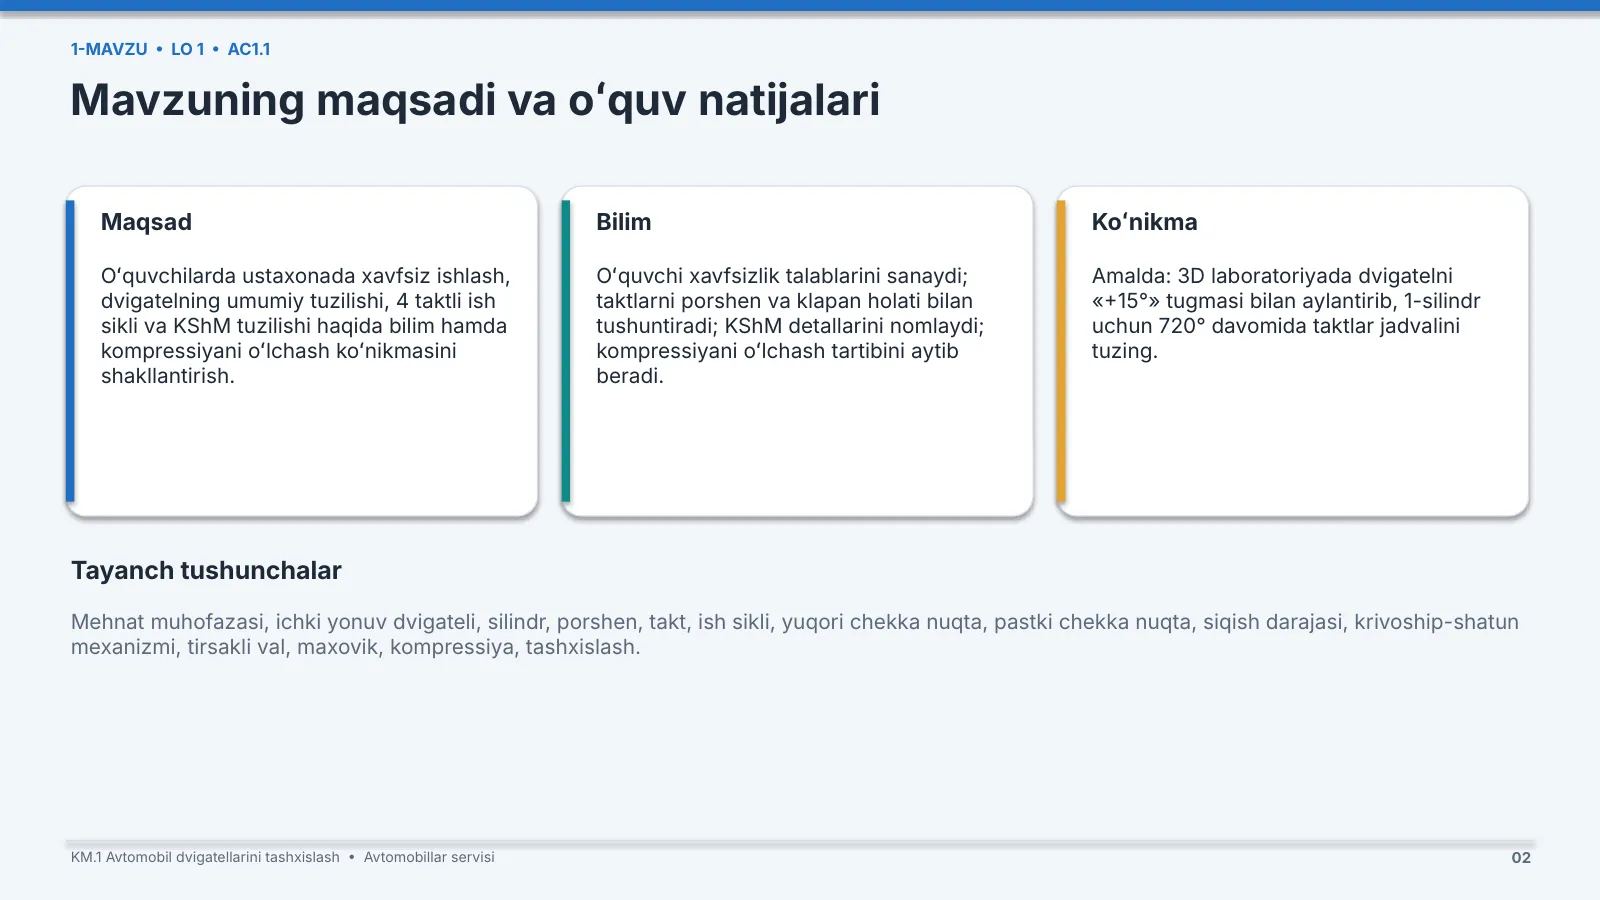 1-MAVZU • LO 1 • AC1.1
Mavzuning maqsadi va oʻquv natijalari
Maqsad
Oʻquvchilarda ustaxonada xavfsiz ishlash,
dvigatelning umumiy tuzilishi, 4 taktli ish
sikli va KShM tuzilishi haqida bilim hamda
kompressiyani oʻlchash koʻnikmasini
shakllantirish.
Bilim
Oʻquvchi xavfsizlik talablarini sanaydi;
taktlarni porshen va klapan holati bilan
tushuntiradi; KShM detallarini nomlaydi;
kompressiyani oʻlchash tartibini aytib
beradi.
Koʻnikma
Amalda: 3D laboratoriyada dvigatelni
«+15°» tugmasi bilan aylantirib, 1-silindr
uchun 720° davomida taktlar jadvalini
tuzing.
Tayanch tushunchalar
Mehnat muhofazasi, ichki yonuv dvigateli, silindr, porshen, takt, ish sikli, yuqori chekka nuqta, pastki chekka nuqta, siqish darajasi, krivoship-shatun
mexanizmi, tirsakli val, maxovik, kompressiya, tashxislash.
KM.1 Avtomobil dvigatellarini tashxislash • Avtomobillar servisi
02